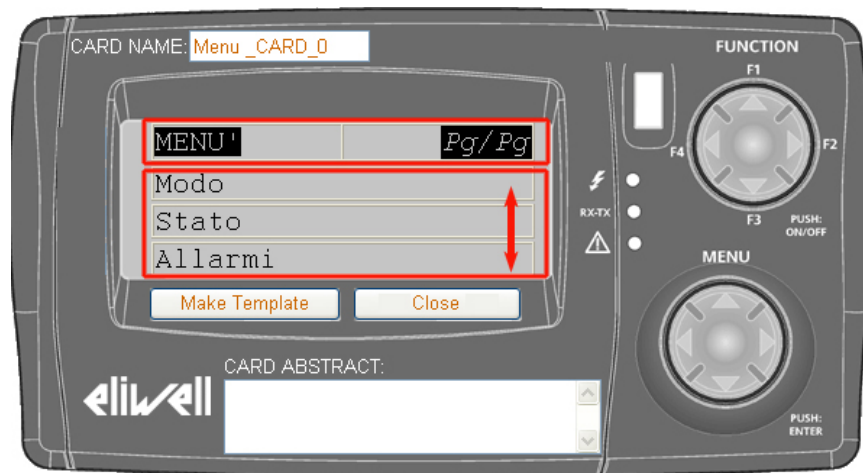 CARD NAME: Menu _CARD_0
FUNCTION
F1
MENU' Pg/Pg
F4
F2
Modo
Stato
RX-TX
F3
PUSH:
ON/OFF
Allarmi
MENU
Make Template Close
CARD ABSTRACT:
eliwell
PUSH:
ENTER